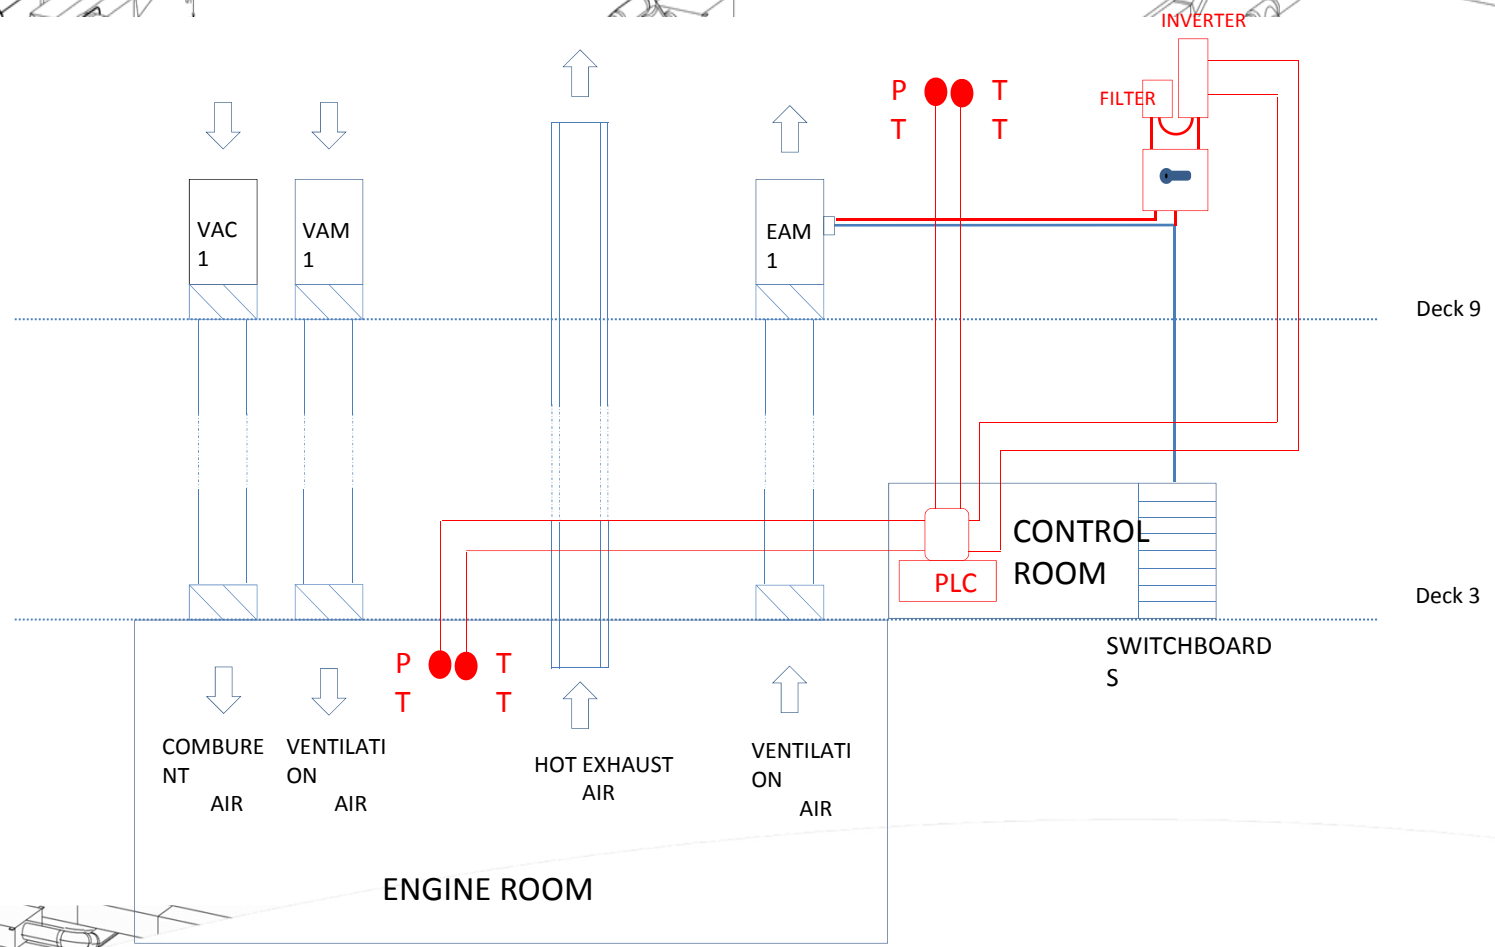 INVERTER
P
T
T
T
FILTER
VAC
1
VAM
1
EAM
1
Deck 9
CONTROL
ROOM
PLC
Deck 3
SWITCHBOARD
S
P
T
T
T
COMBURE
NT
AIR
VENTILATI
ON
AIR
HOT EXHAUST
AIR
VENTILATI
ON
AIR
ENGINE ROOM